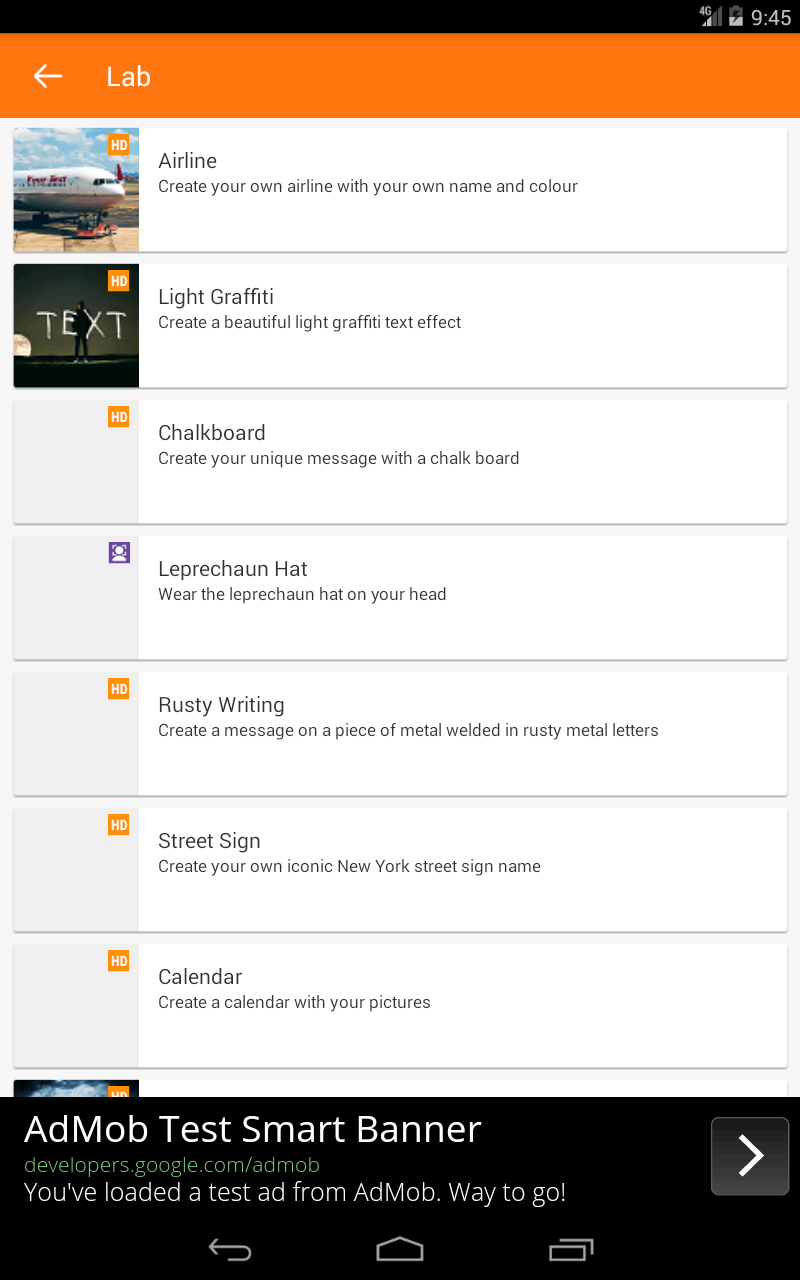 4G 9:45
Lab
HD
Your Text
Airline
Create your own airline with your own name and colour
HD
TEXT
Light Graffiti
Create a beautiful light graffiti text effect
HD
Chalkboard
Create your unique message with a chalk board
Leprechaun Hat
Wear the leprechaun hat on your head
HD
Rusty Writing
Create a message on a piece of metal welded in rusty metal letters
HD
Street Sign
Create your own iconic New York street sign name
HD
Calendar
Create a calendar with your pictures
HD
AdMob Test Smart Banner
developers.google.com/admob
You've loaded a test ad from AdMob. Way to go!